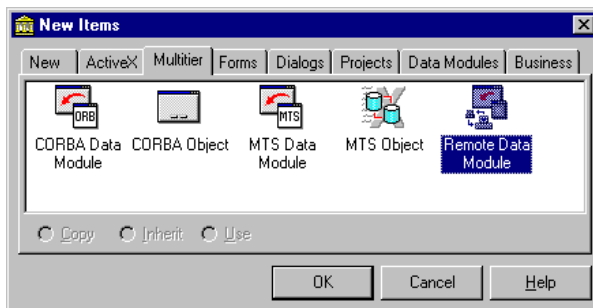 New Items
New ActiveX Multitier Forms Dialogs Projects Data Modules Business
ORB MTS
CORBA Data Module CORBA Object MTS Data Module MTS Object Remote Data Module
Copy Inherit Use
OK Cancel Help